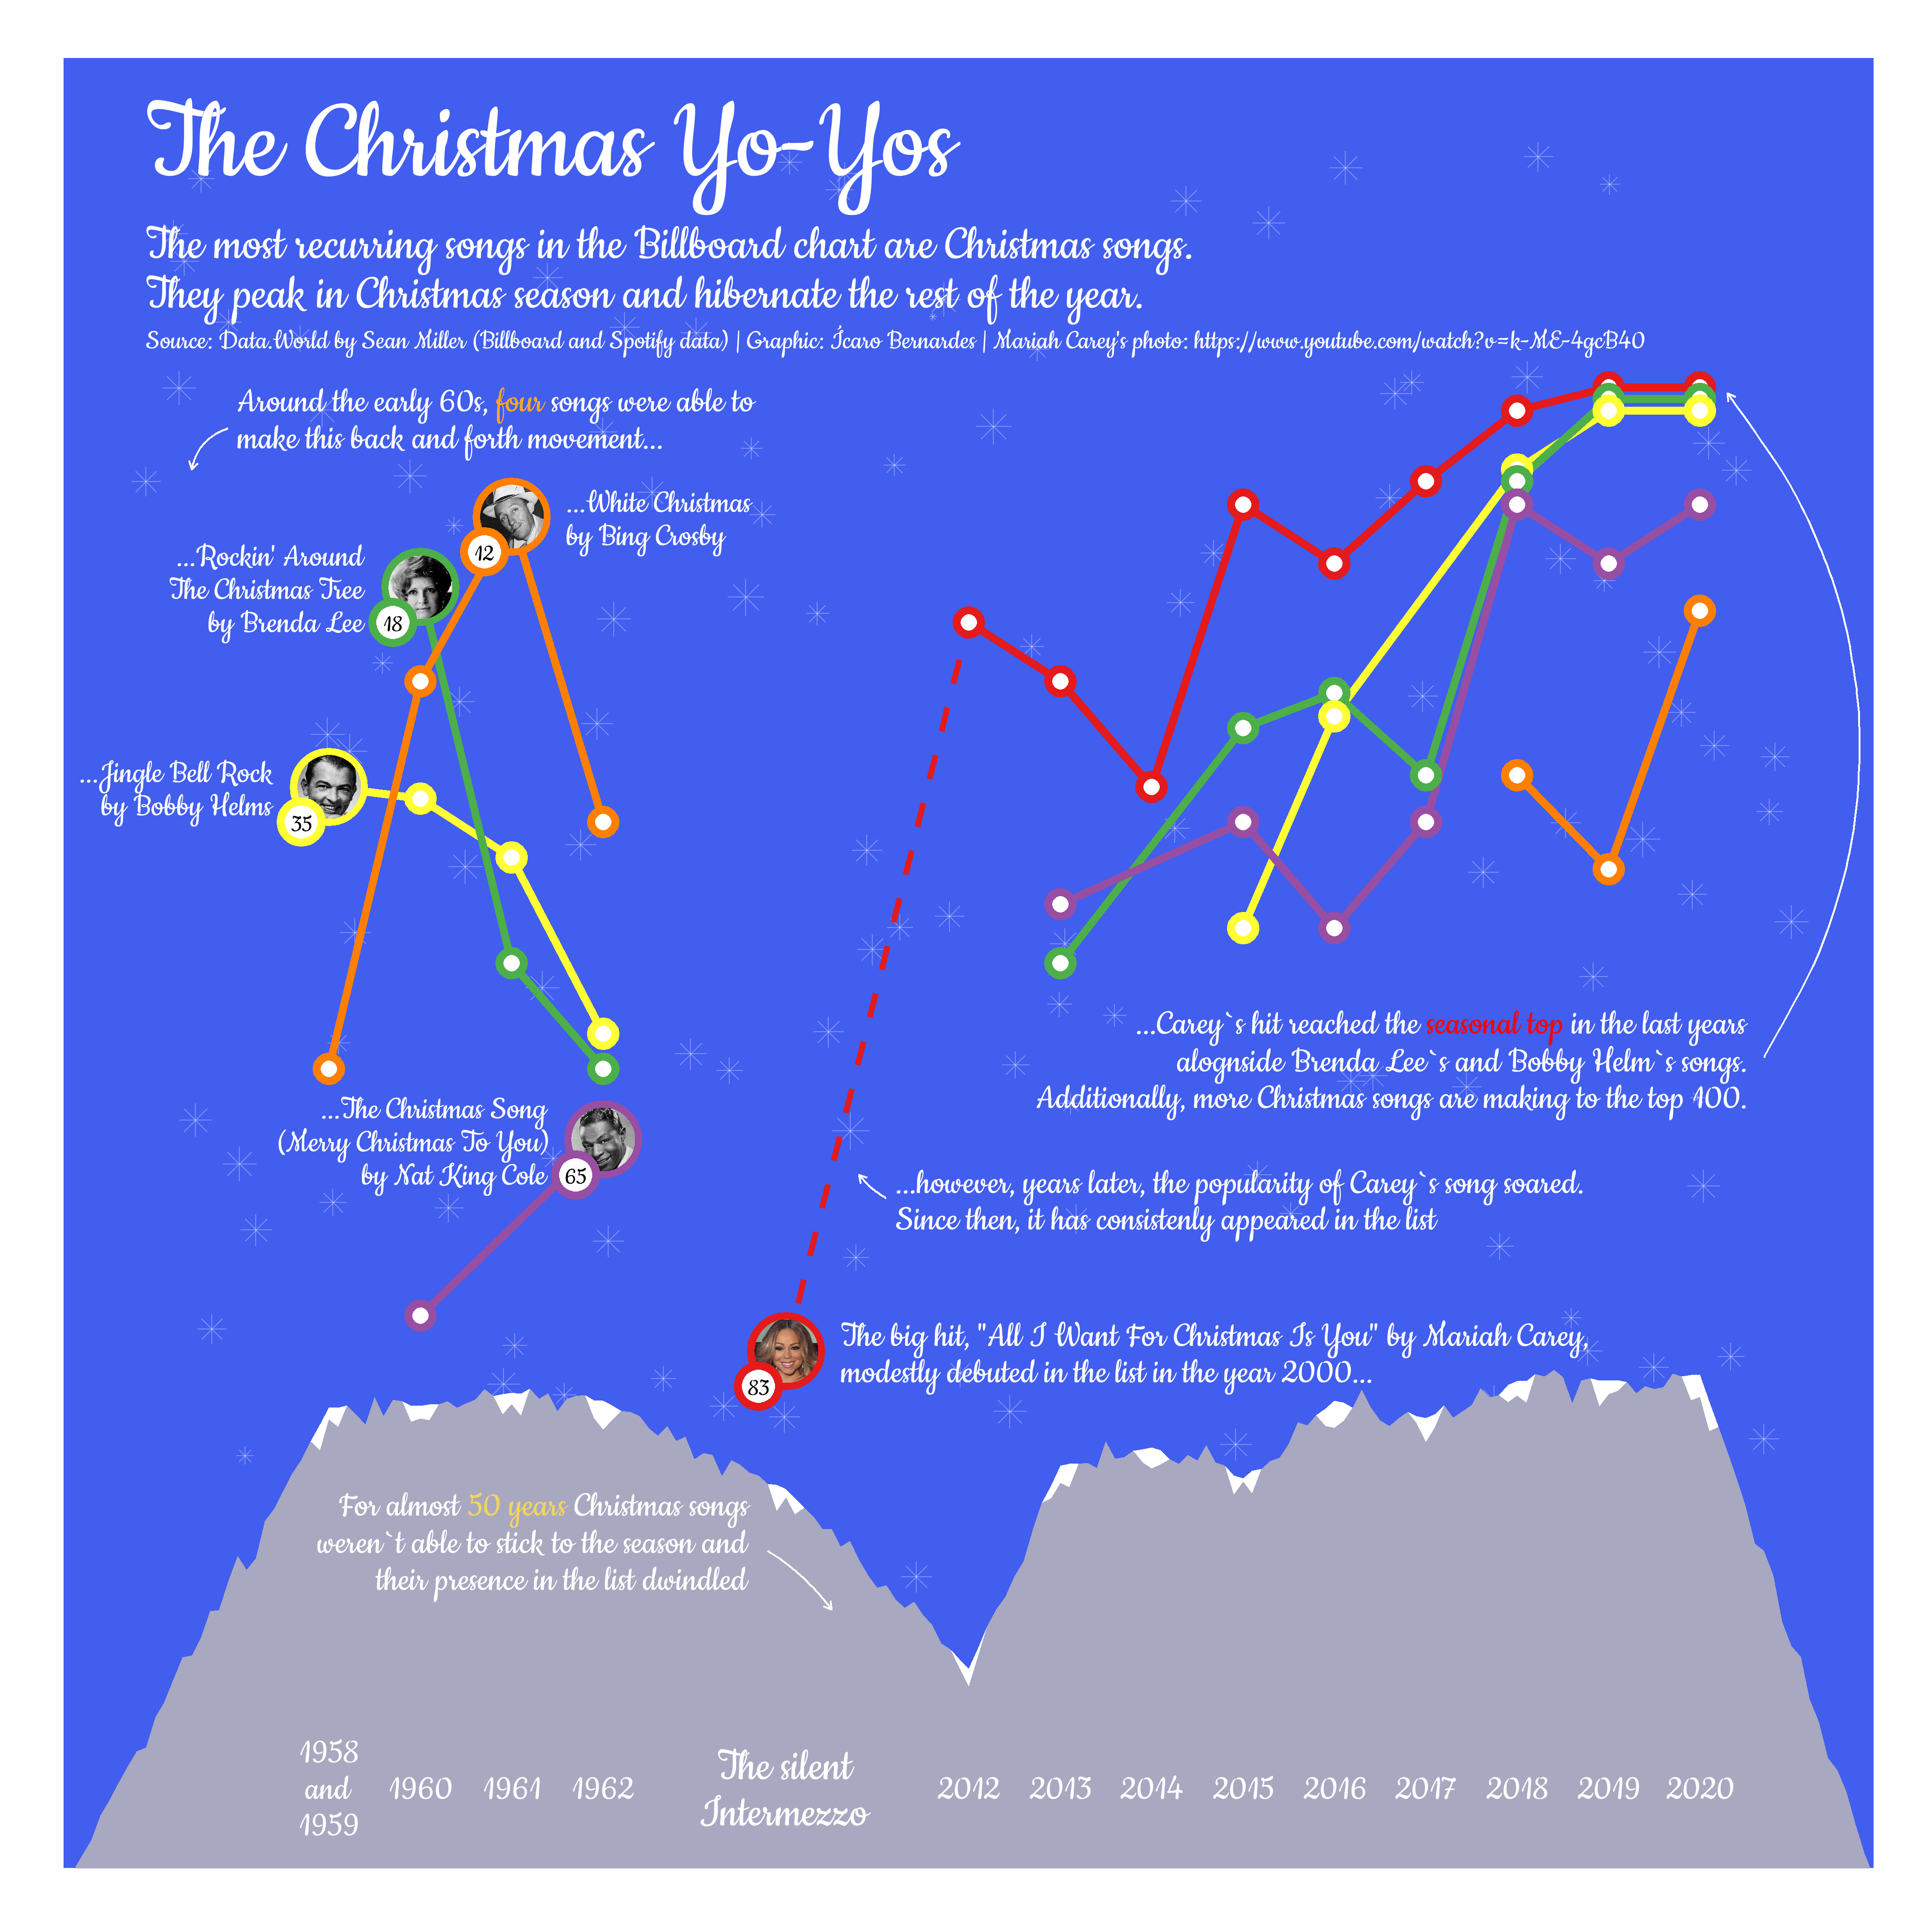 The Christmas Yo-Yos
The most recurring songs in the Billboard chart are Christmas songs.
They peak in Christmas season and hibernate the rest of the year.
Source: Data.World by Sean Miller (Billboard and Spotify data) | Graphic: Ícaro Bernardes | Mariah Carey's photo: https://www.youtube.com/watch?v=k-ME-4gcB40
Around the early 60s, four songs were able to
make this back and forth movement...
...White Christmas
by Bing Crosby
12
...Rockin' Around
The Christmas Tree
by Brenda Lee
18
...Jingle Bell Rock
by Bobby Helms
35
...Carey`s hit reached the seasonal top in the last years
alognside Brenda Lee`s and Bobby Helm`s songs.
Additionally, more Christmas songs are making to the top 100.
...The Christmas Song
(Merry Christmas To You)
by Nat King Cole
65
...however, years later, the popularity of Carey`s song soared.
Since then, it has consistenly appeared in the list
The big hit, "All I Want For Christmas Is You" by Mariah Carey,
modestly debuted in the list in the year 2000...
83
For almost 50 years Christmas songs
weren`t able to stick to the season and
their presence in the list dwindled
1958
and
1959
1960 1961 1962
The silent
Intermezzo
2012 2013 2014 2015 2016 2017 2018 2019 2020